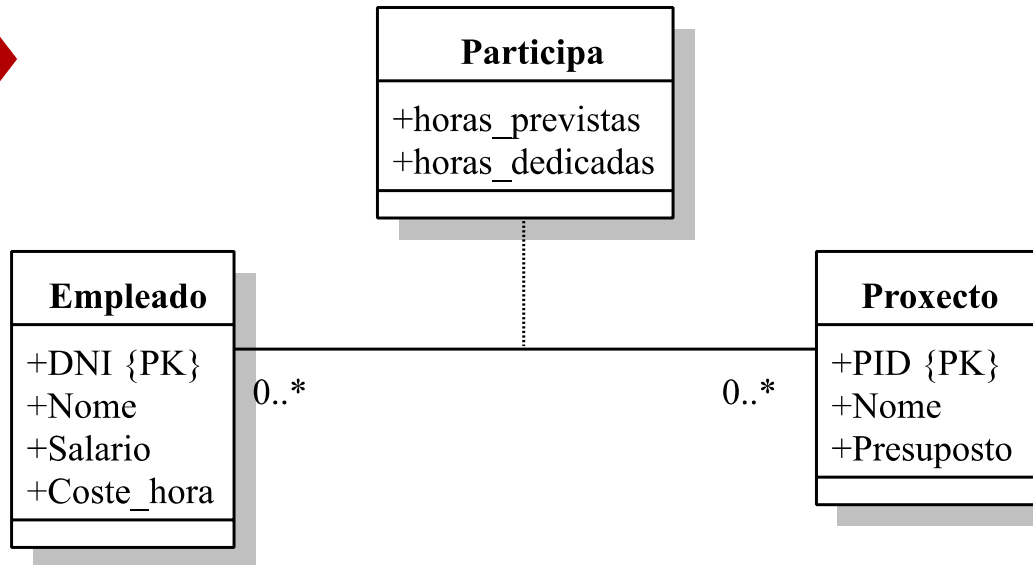 Participa
+horas_previstas
+horas_dedicadas
Empleado
+DNI {PK}
+Nome
+Salario
+Coste_hora
0..*
0..*
Proxecto
+PID {PK}
+Nome
+Presuposto